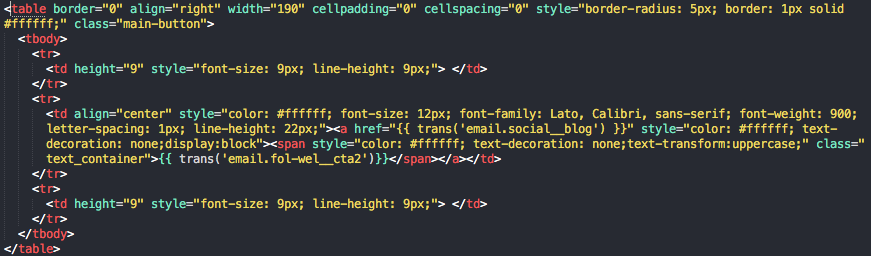 <table border="0" align="right" width="190" cellpadding="0" cellspacing="0" style="border-radius: 5px; border: 1px solid
#ffffff;" class="main-button">
<tbody>
<tr>
<td height="9" style="font-size: 9px; line-height: 9px;"> </td>
</tr>
<tr>
<td align="center" style="color: #ffffff; font-size: 12px; font-family: Lato, Calibri, sans-serif; font-weight: 900;
letter-spacing: 1px; line-height: 22px;"><a href="{{ trans('email.social__blog') }}" style="color: #ffffff; text-
decoration: none;display:block"><span style="color: #ffffff; text-decoration: none;text-transform:uppercase;" class="
text_container">{{ trans('email.fol-wel__cta2')}}</span></a></td>
</tr>
<tr>
<td height="9" style="font-size: 9px; line-height: 9px;"> </td>
</tr>
</tbody>
</table>